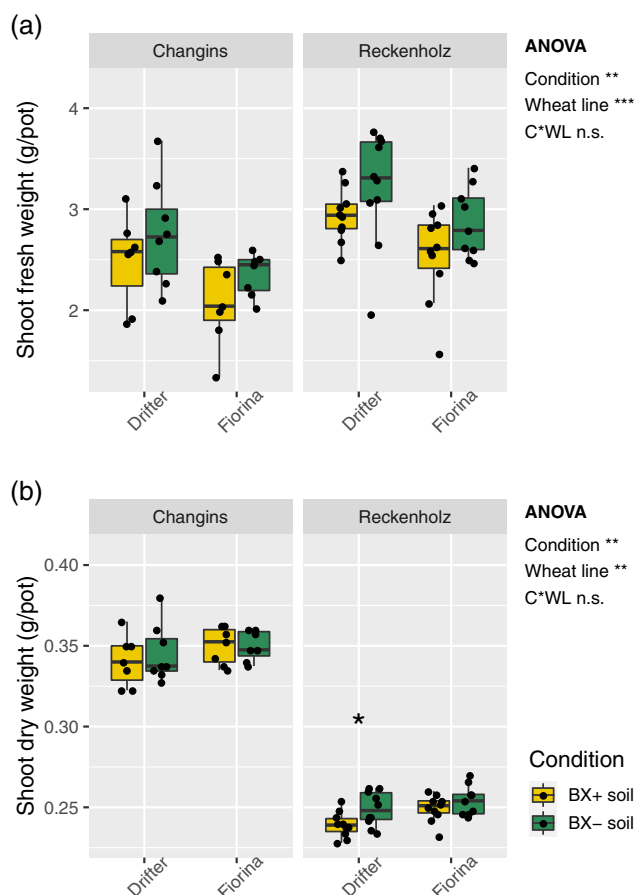 (a)
Changins
Reckenholz
ANOVA
Condition **
Wheat line ***
C*WL n.s.
Shoot fresh weight (g/pot)
4
3
2
Drifter
Fiorina
Drifter
Fiorina
(b)
Changins
Reckenholz
ANOVA
Condition **
Wheat line **
C*WL n.s.
Shoot dry weight (g/pot)
0.40
0.35
0.30
0.25
*
Drifter
Fiorina
Drifter
Fiorina
Condition
BX+ soil
BX− soil